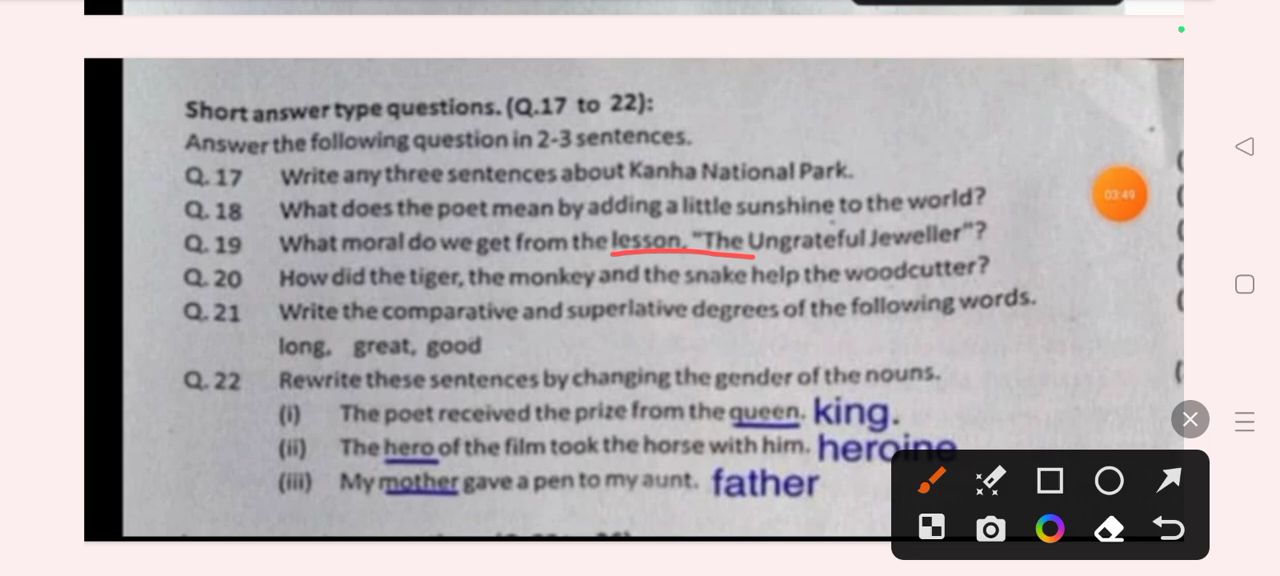 Short answer type questions. (Q.17 to 22):
Answer the following question in 2-3 sentences.
Q. 17 Write any three sentences about Kanha National Park.
Q. 18 What does the poet mean by adding a little sunshine to the world?
Q. 19 What moral do we get from the lesson, "The Ungrateful Jeweller"?
Q. 20 How did the tiger, the monkey and the snake help the woodcutter?
Q. 21 Write the comparative and superlative degrees of the following words.
long, great, good
Q. 22 Rewrite these sentences by changing the gender of the nouns.
(i) The poet received the prize from the queen. king.
(ii) The hero of the film took the horse with him. heroine
(iii) My mother gave a pen to my aunt. father
03:49